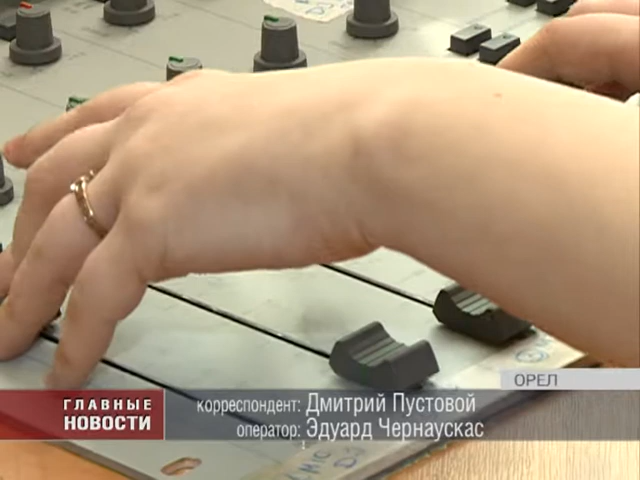 ОРЕЛ
ГЛАВНЫЕ
НОВОСТИ
корреспондент: Дмитрий Пустовой
оператор: Эдуард Чернаускас